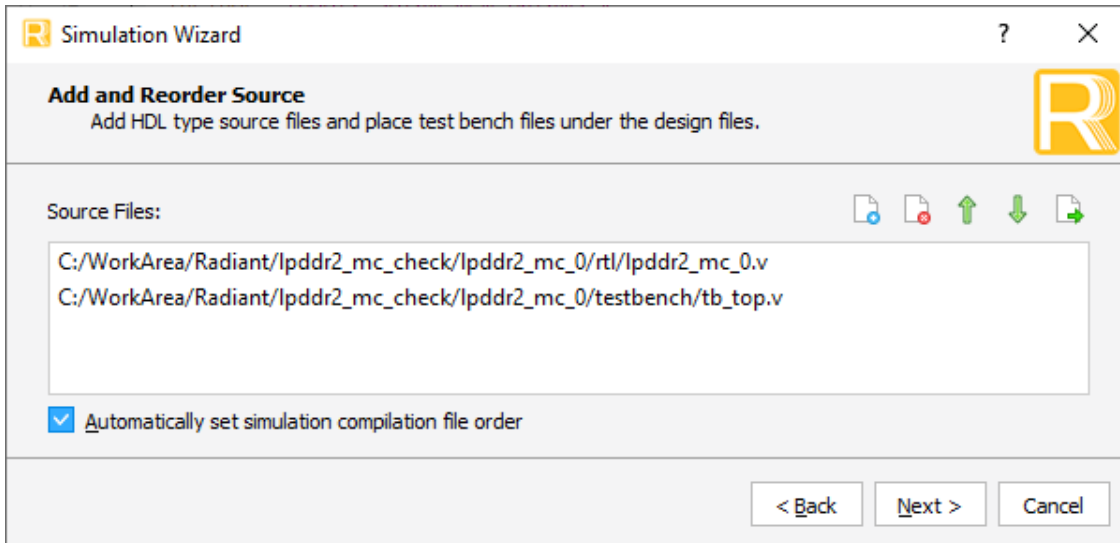 Simulation Wizard
Add and Reorder Source
Add HDL type source files and place test bench files under the design files.
Source Files:
C:/WorkArea/Radiant/lpddr2_mc_check/lpddr2_mc_0/rtl/lpddr2_mc_0.v
C:/WorkArea/Radiant/lpddr2_mc_check/lpddr2_mc_0/testbench/tb_top.v
Automatically set simulation compilation file order
< Back Next > Cancel